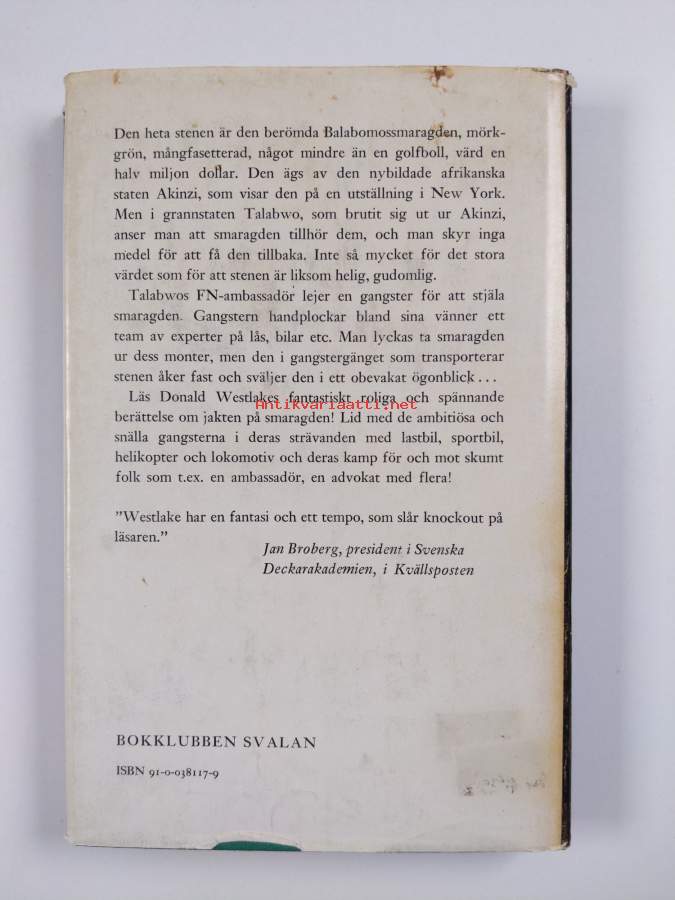 Den heta stenen är den berömda Balabomossmaragden, mörk-
grön, mångfasetterad, något mindre än en golfboll, värd en
halv miljon dollar. Den ägs av den nybildade afrikanska
staten Akinzi, som visar den på en utställning i New York.
Men i grannstaten Talabwo, som brutit sig ut ur Akinzi,
anser man att smaragden tillhör dem, och man skyr inga
medel för att få den tillbaka. Inte så mycket för det stora
värdet som för att stenen är liksom helig, gudomlig.
Talabwos FN-ambassadör lejer en gangster för att stjäla
smaragden. Gangstern handplockar bland sina vänner ett
team av experter på lås, bilar etc. Man lyckas ta smaragden
ur dess monter, men den i gangstergänget som transporterar
stenen åker fast och sväljer den i ett obevakat ögonblick...
Läs Donald Westlakes fantastiskt roliga och spännande
Antikvariaatti.net
berättelse om jakten på smaragden! Lid med de ambitiösa och
snälla gangsterna i deras strävanden med lastbil, sportbil,
helikopter och lokomotiv och deras kamp för och mot skumt
folk som t.ex. en ambassadör, en advokat med flera!
”Westlake har en fantasi och ett tempo, som slår knockout på
läsaren.”
Jan Broberg, president i Svenska
Deckarakademien, i Kvällsposten
BOKKLUBBEN SVALAN
ISBN 91-0-038117-9